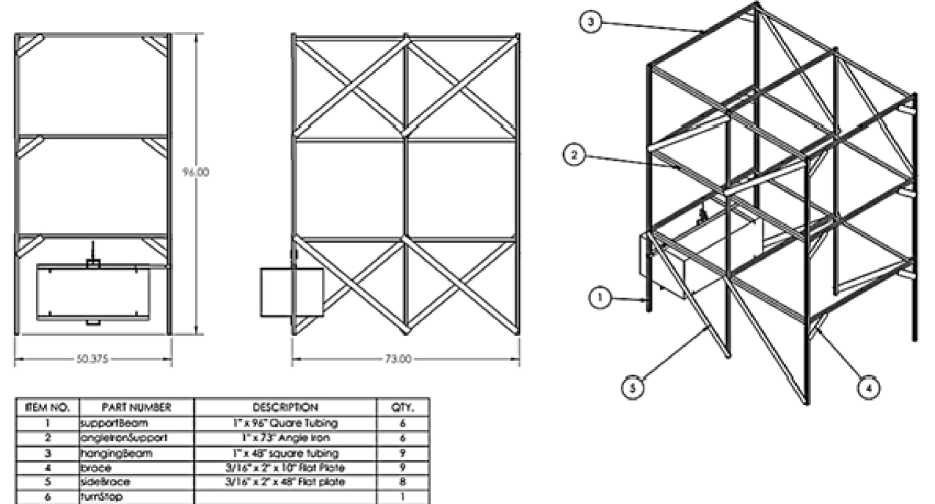 3
2
1
5
4
96.00
50.375
73.00
ITEM NO. PART NUMBER DESCRIPTION QTY.
1 supportBeam 1" x 96" Quare Tubing 6
2 angleIronSupport 1" x 73" Angle Iron 6
3 hangingBeam 1" x 48" square tubing 9
4 brace 3/16" x 2" x 10" Flat Plate 9
5 sideBrace 3/16" x 2" x 48" Flat plate 8
6 turnStop 1